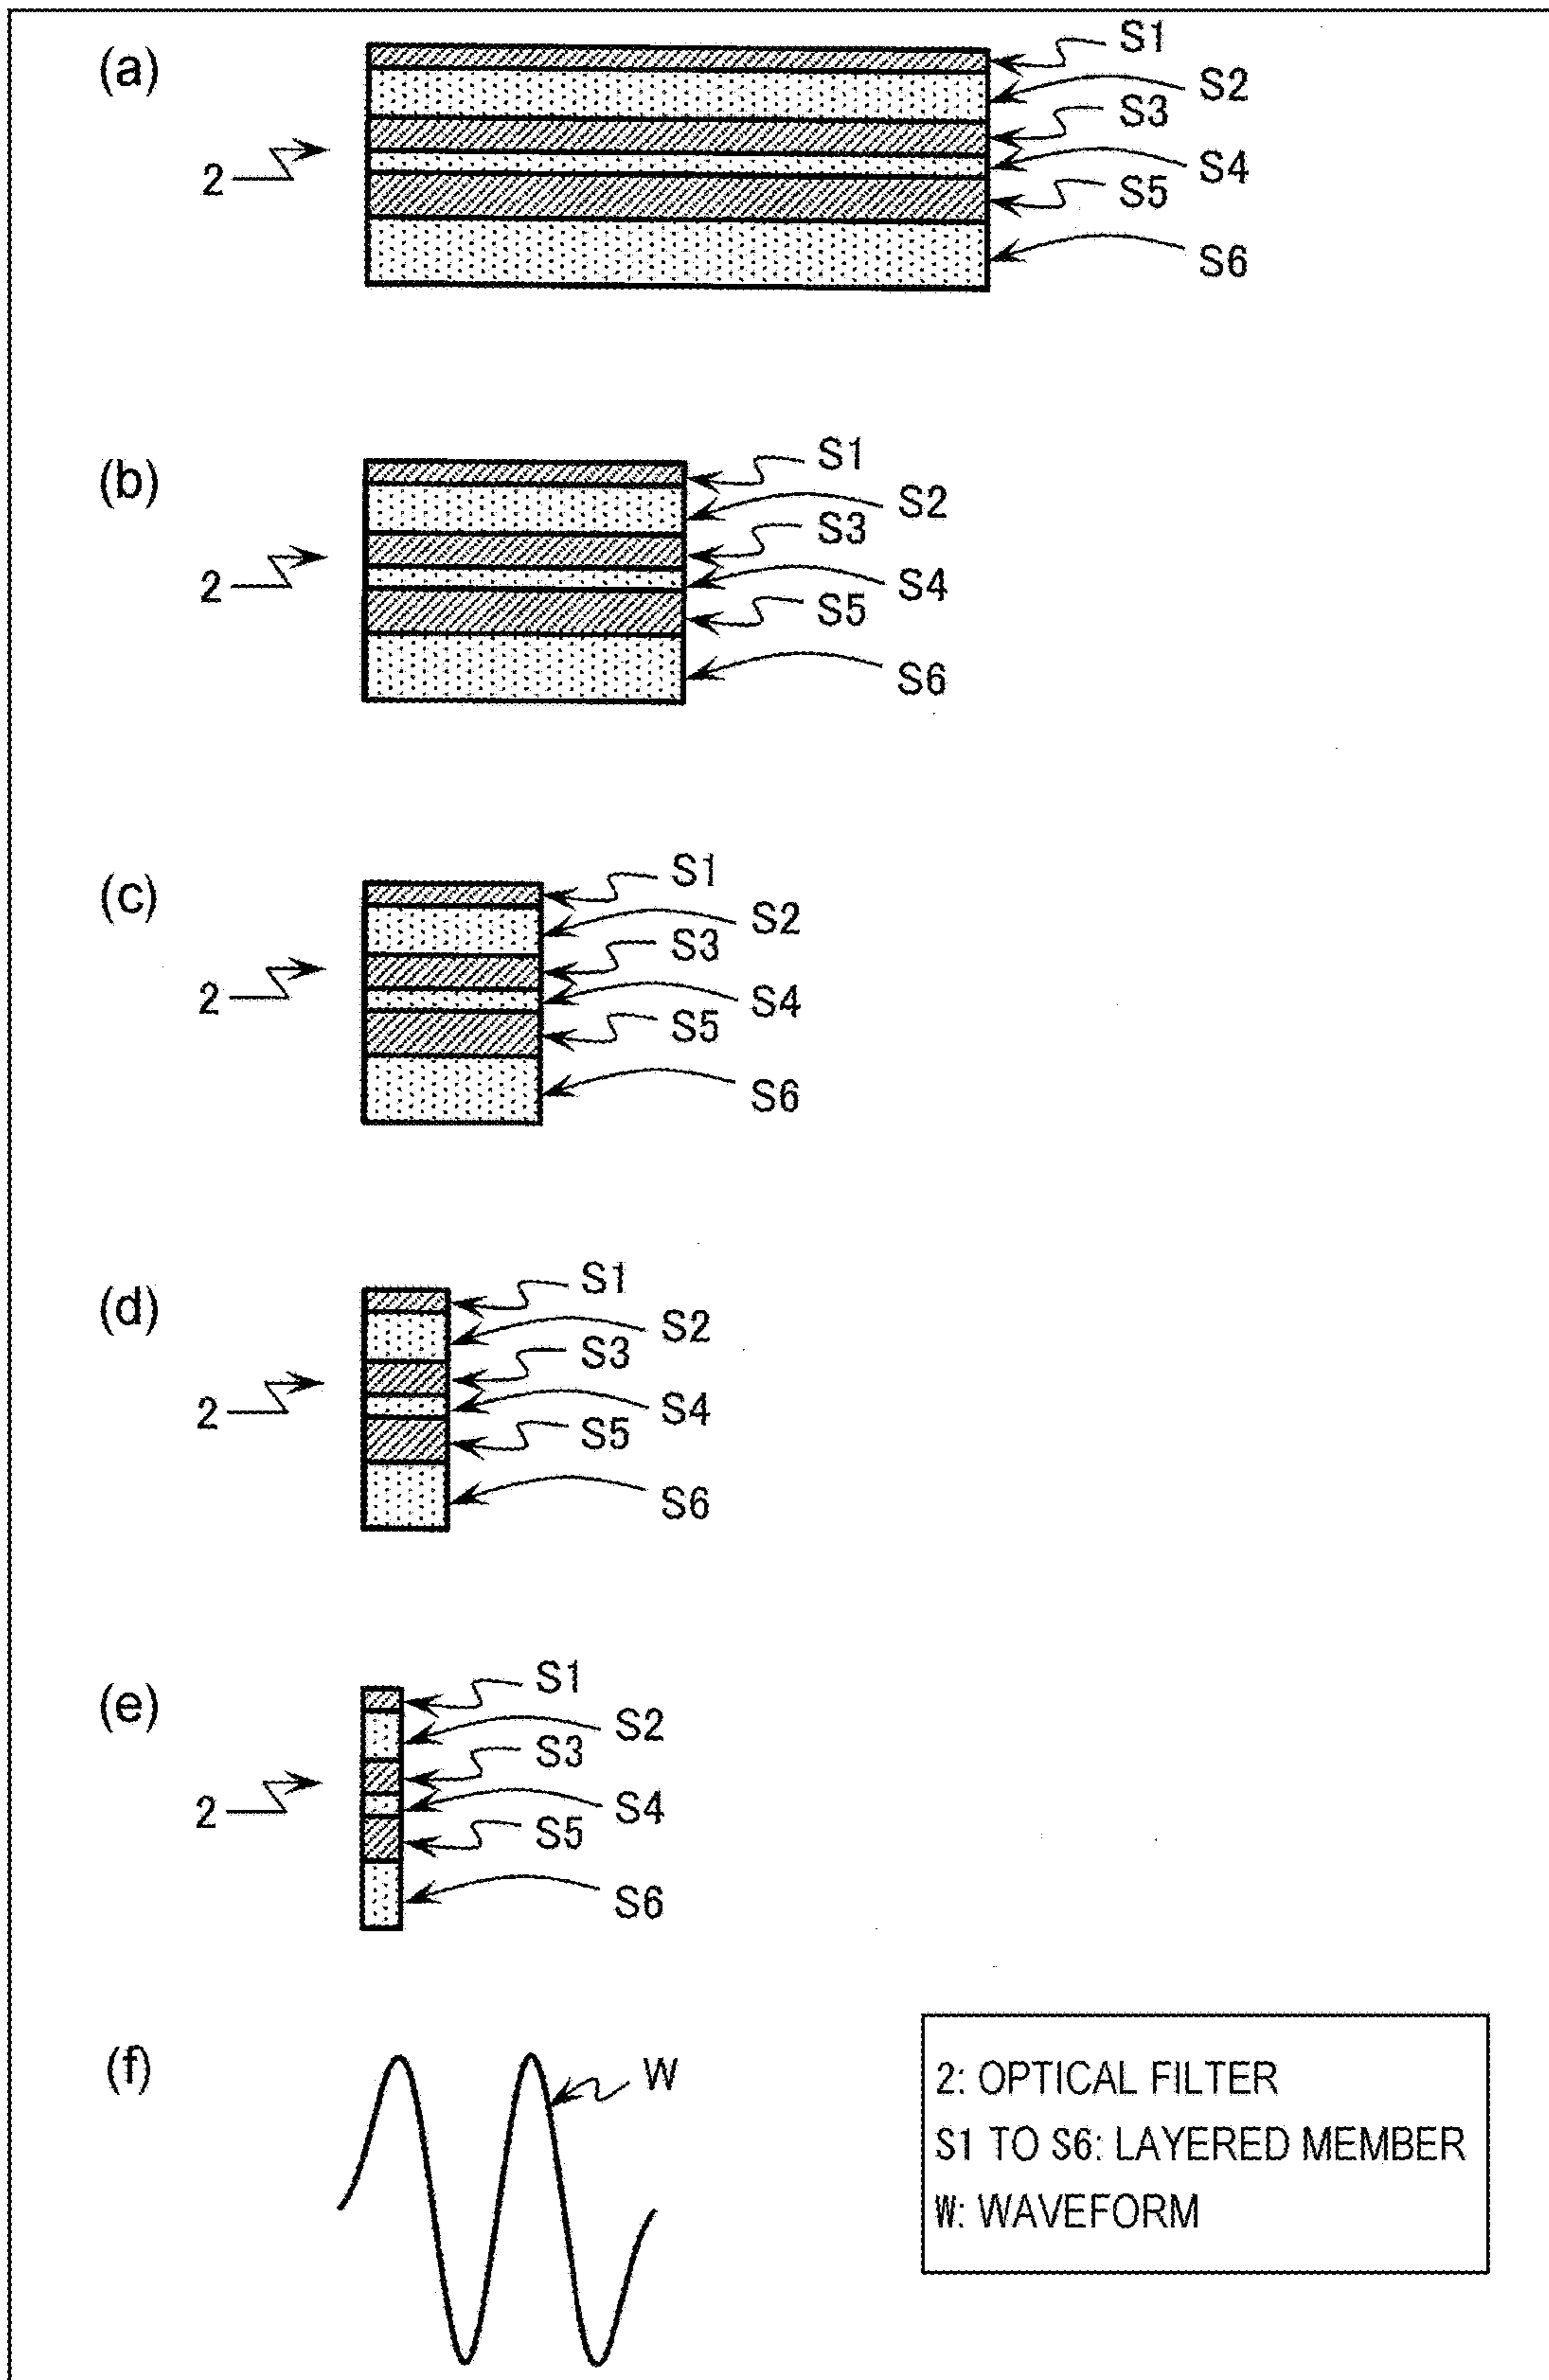 (a)
S1
S2
S3
2
S4
S5
S6
(b)
S1
S2
S3
2
S4
S5
S6
(c)
S1
S2
S3
2
S4
S5
S6
(d)
S1
S2
S3
2
S4
S5
S6
(e)
S1
S2
S3
2
S4
S5
S6
(f)
W
2: OPTICAL FILTER
S1 TO S6: LAYERED MEMBER
W: WAVEFORM